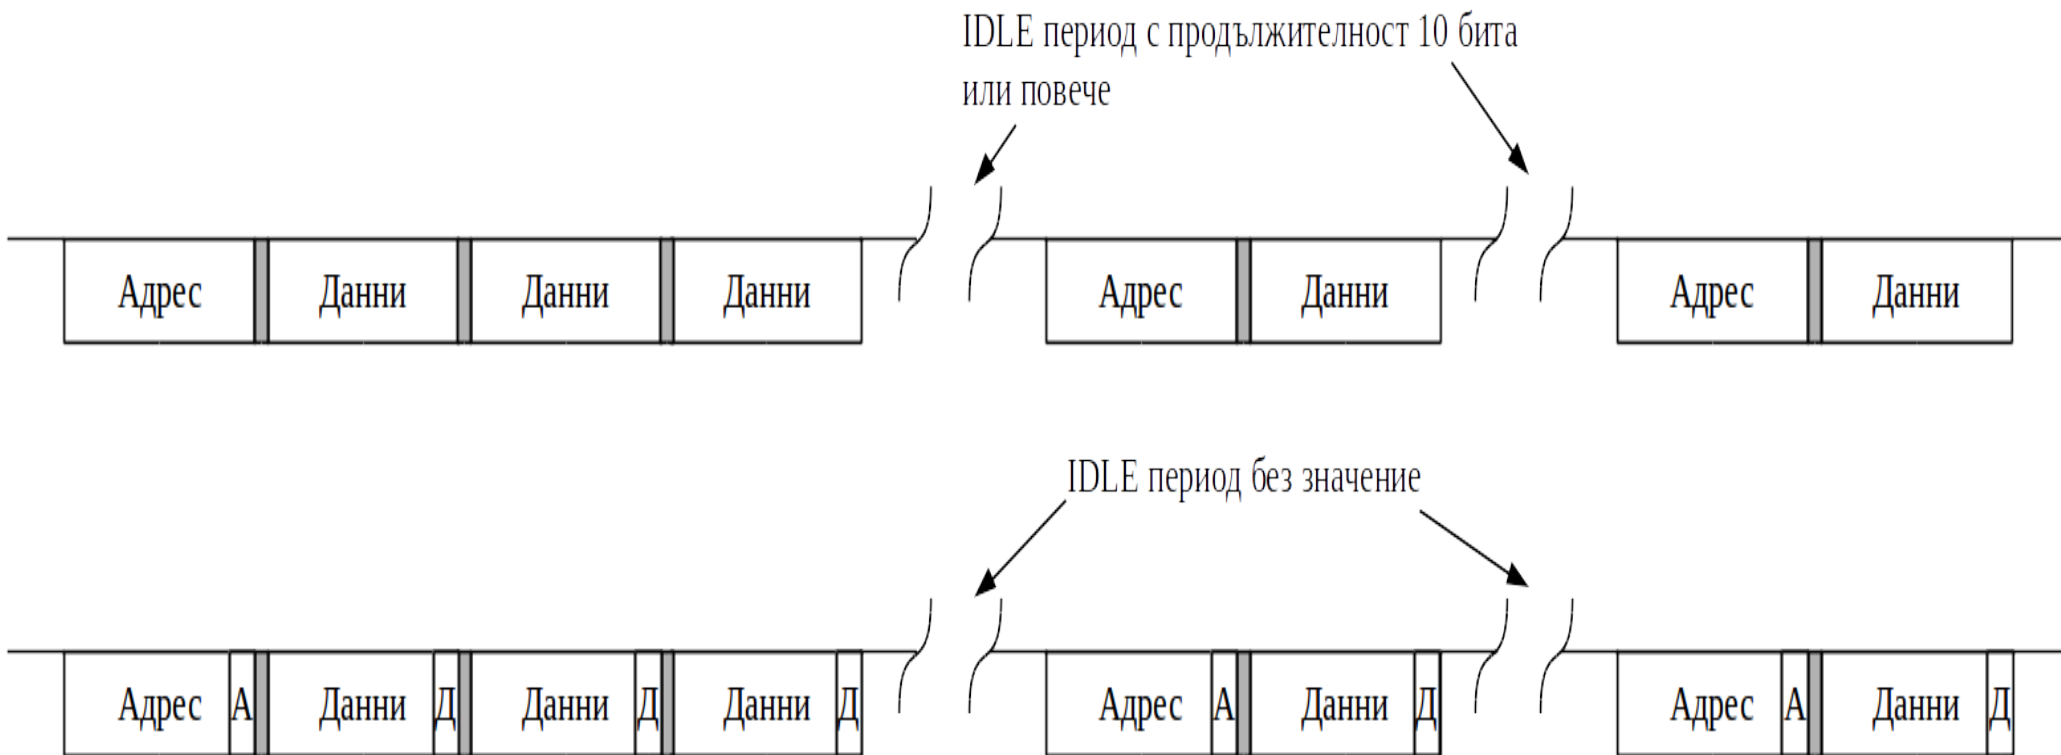 IDLE период с продължителност 10 бита
или повече
Адрес Данни Данни Данни Адрес Данни Адрес Данни
IDLE период без значение
Адрес А Данни Д Данни Д Данни Д Адрес А Данни Д Адрес А Данни Д